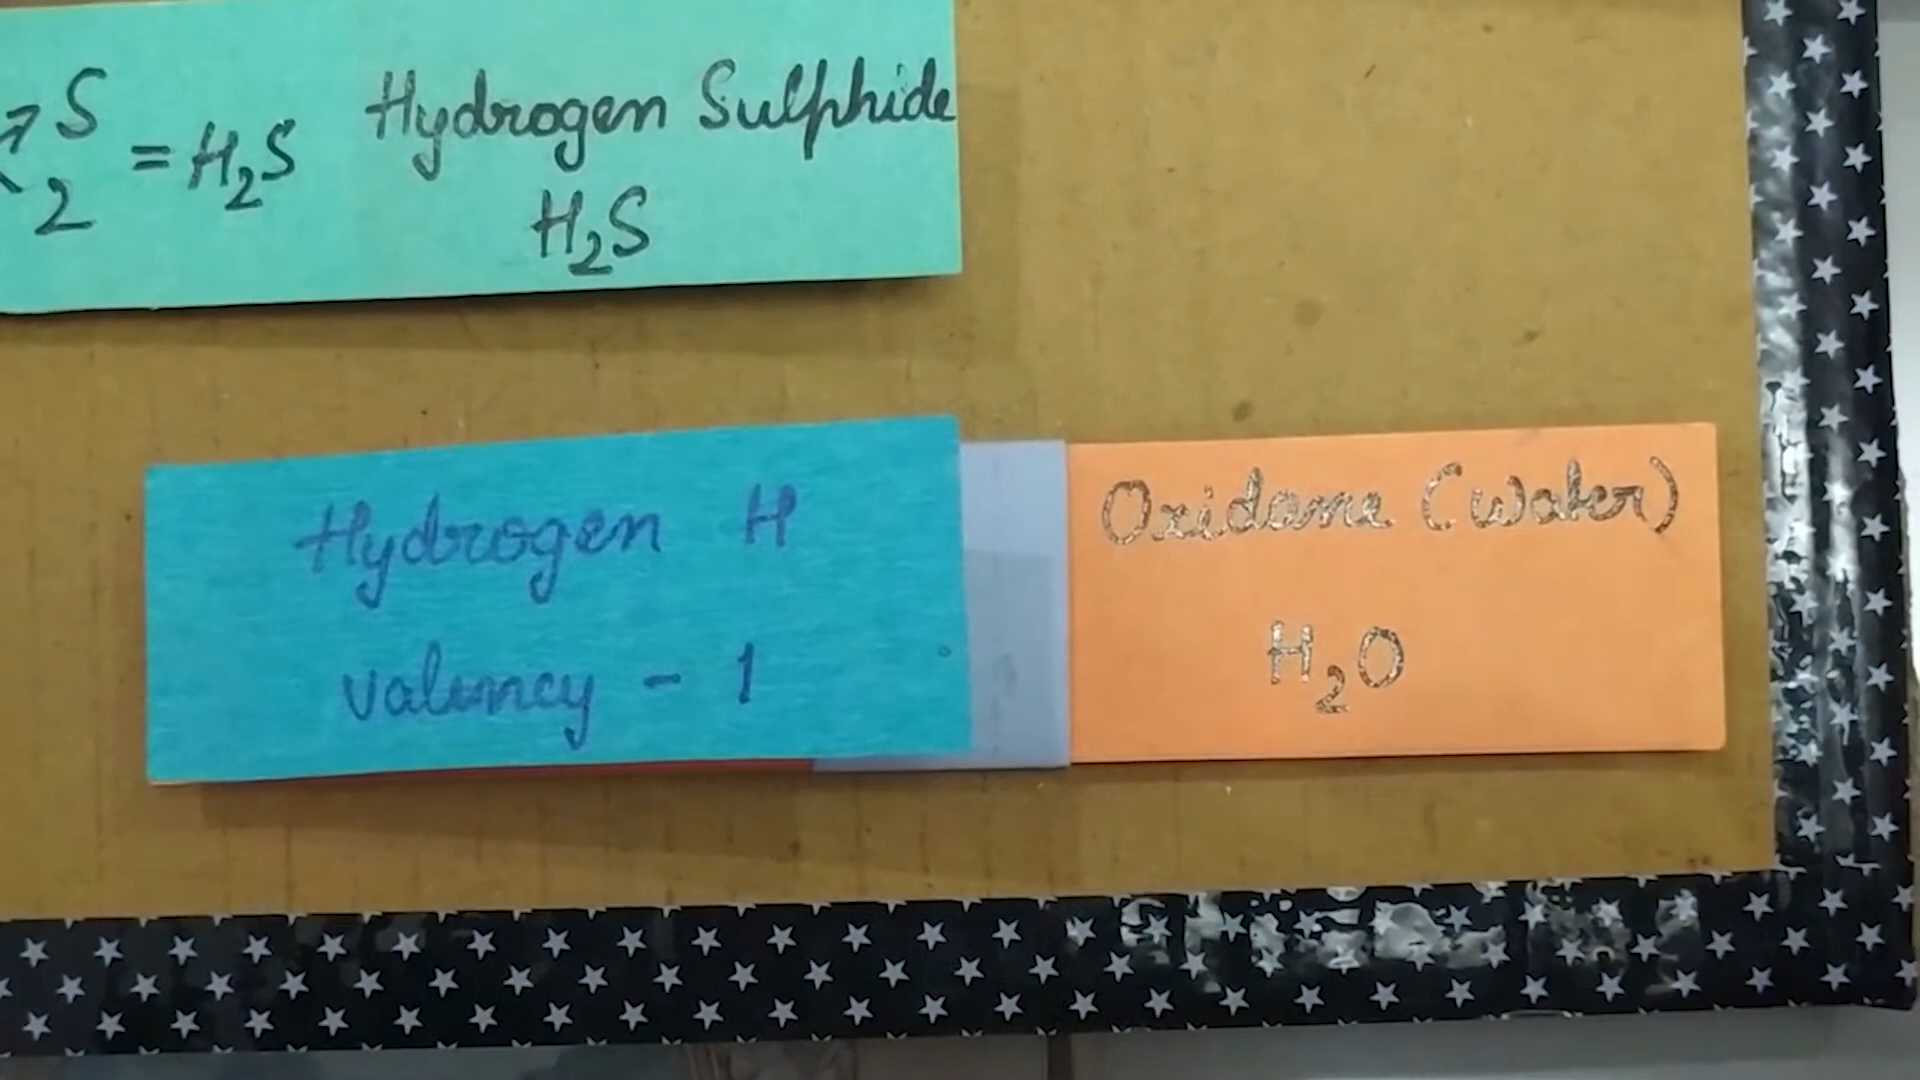 S
2
= H₂S
Hydrogen Sulphide
H₂S
Hydrogen H
valency - 1
Oxidane (water)
H₂O